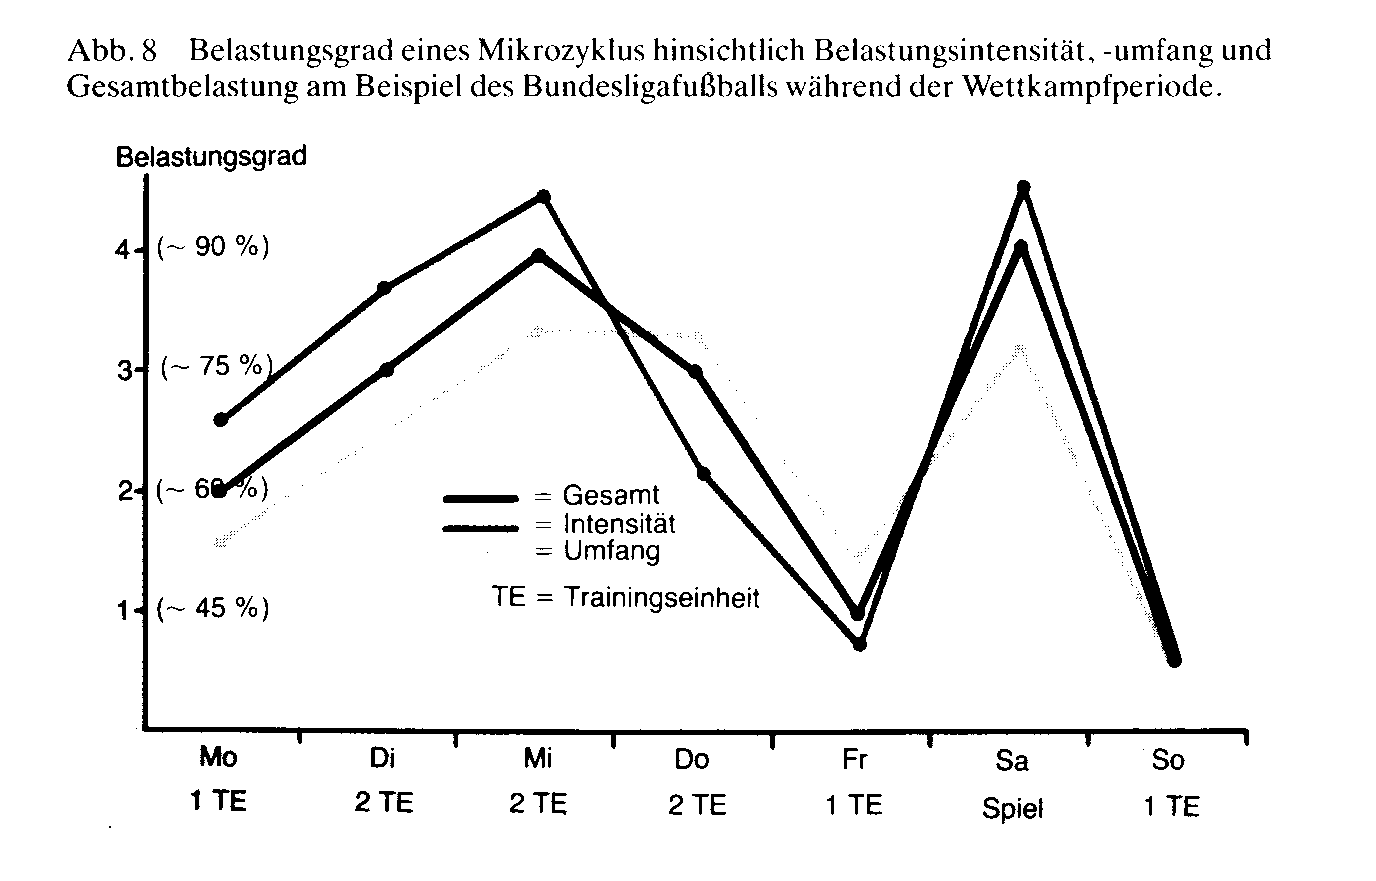 Abb. 8 Belastungsgrad eines Mikrozyklus hinsichtlich Belastungsintensität, -umfang und
Gesamtbelastung am Beispiel des Bundesligafußballs während der Wettkampfperiode.
Belastungsgrad
4 (~ 90 %)
3 (~ 75 %)
2 (~ 60 %)
1 (~ 45 %)
= Gesamt
= Intensität
= Umfang
TE = Trainingseinheit
Mo Di Mi Do Fr Sa So
1 TE 2 TE 2 TE 2 TE 1 TE Spiel 1 TE